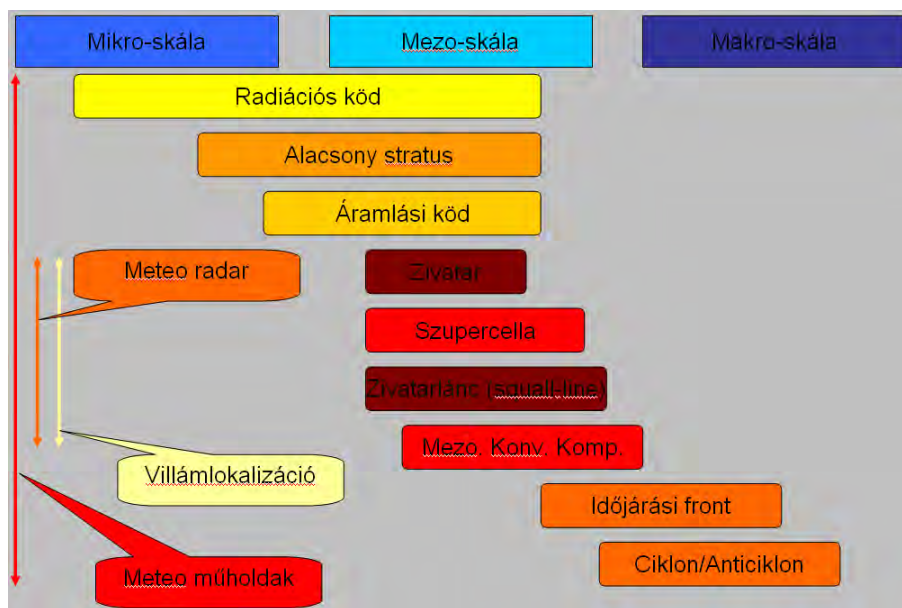 Mikro-skála
Mezo-skála
Makro-skála
Radiációs köd
Alacsony stratus
Áramlási köd
Meteo radar
Zivatar
Szupercella
Zivatarlánc (squall-line)
Mezo. Konv. Komp.
Villámlokalizáció
Időjárási front
Ciklon/Anticiklon
Meteo műholdak